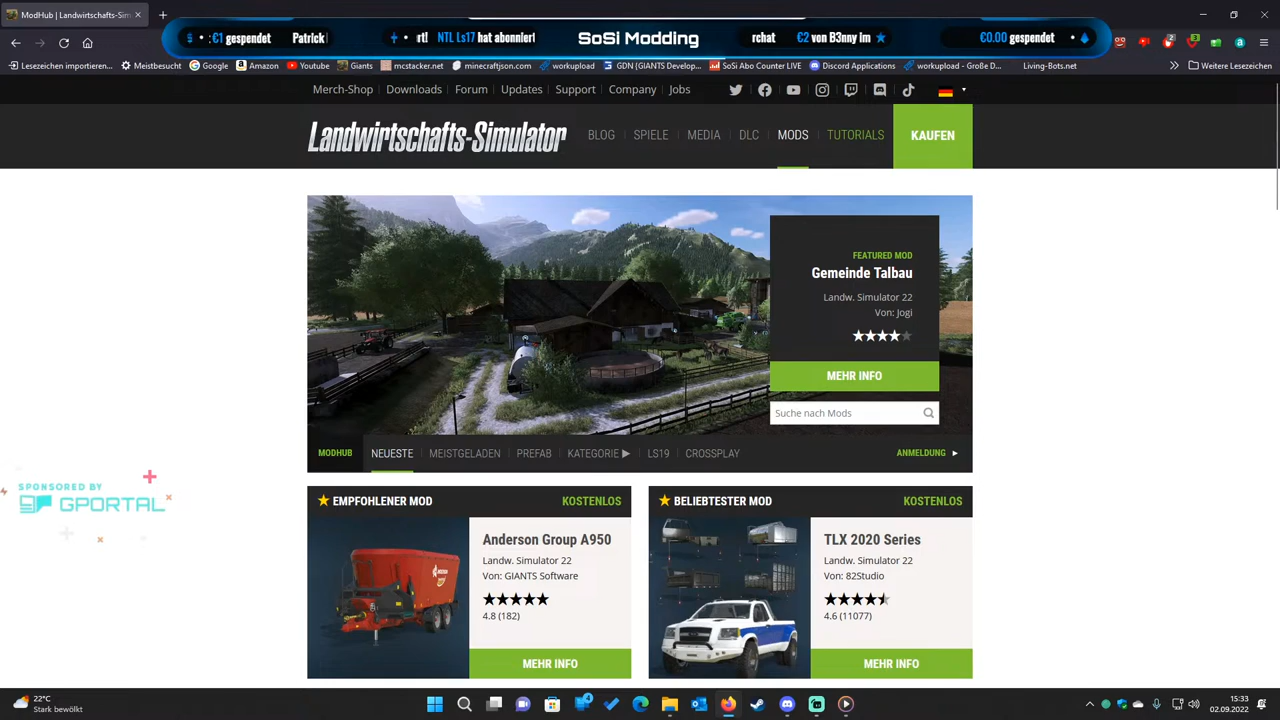 ModHub | Landwirtschafts-Sim
€1 gespendet
Patrick
rt!
NTL Ls17 hat abonniert
SoSi Modding
rchat
€2 von B3nny im
€0.00 gespendet
Lesezeichen importieren...
Meistbesucht
Google
Amazon
Youtube
Giants
mcstacker.net
minecraftjson.com
workupload
GDN (GIANTS Develop...
SoSi Abo Counter LIVE
Discord Applications
workupload - Große D...
Living-Bots.net
Weitere Lesezeichen
Merch-Shop
Downloads
Forum
Updates
Support
Company
Jobs
Landwirtschafts-Simulator
BLOG
SPIELE
MEDIA
DLC
MODS
TUTORIALS
KAUFEN
FEATURED MOD
Gemeinde Talbau
Landw. Simulator 22
Von: Jogi
MEHR INFO
Suche nach Mods
MODHUB
NEUESTE
MEISTGELADEN
PREFAB
KATEGORIE ▶
LS19
CROSSPLAY
ANMELDUNG
SPONSORED BY
GPORTAL
EMPFOHLENER MOD
KOSTENLOS
Anderson Group A950
Landw. Simulator 22
Von: GIANTS Software
4.8 (182)
MEHR INFO
BELIEBTESTER MOD
KOSTENLOS
TLX 2020 Series
Landw. Simulator 22
Von: 82Studio
4.6 (11077)
MEHR INFO
22°C
Stark bewölkt
15:33
02.09.2022